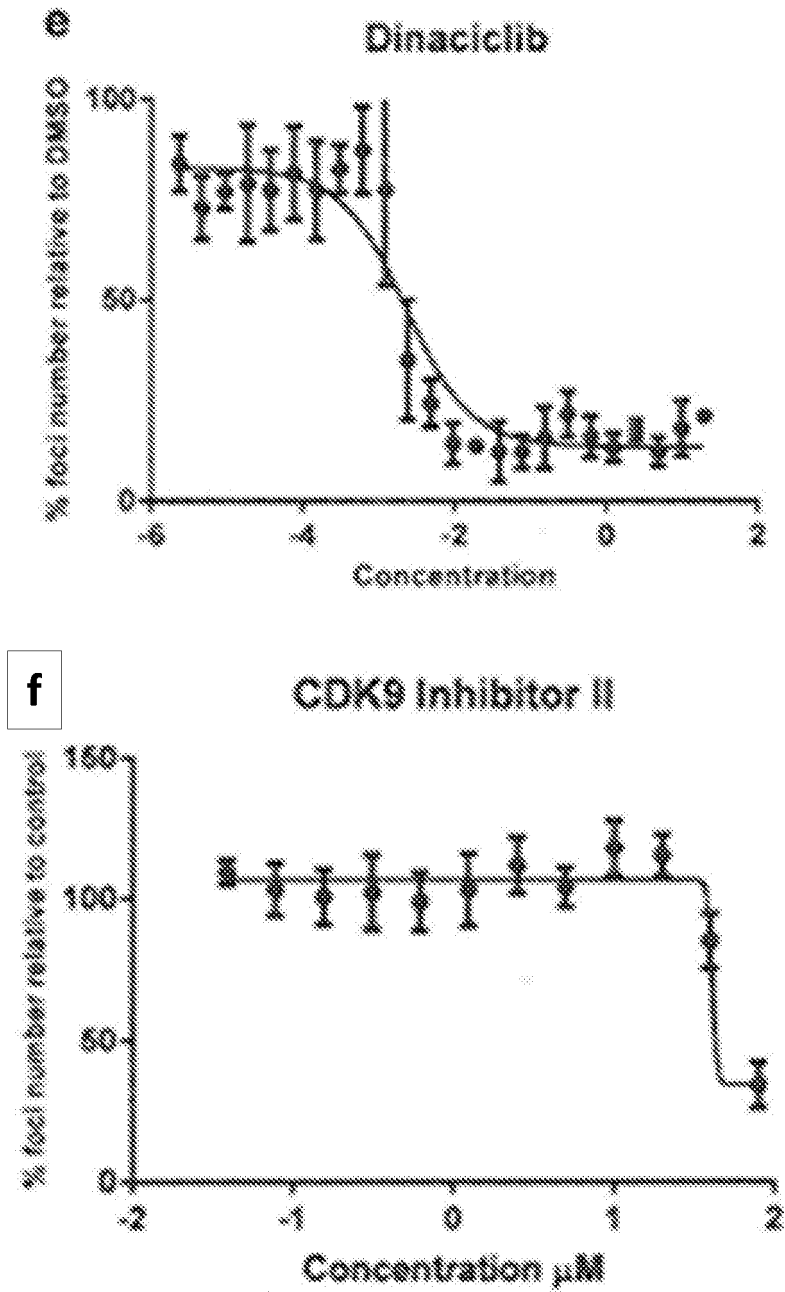 e
Dinaciclib
% foci number relative to DMSO
100
50
0
-6 -4 -2 0 2
Concentration
f
CDK9 Inhibitor II
% foci number relative to control
150
100
50
0
-2 -1 0 1 2
Concentration µM